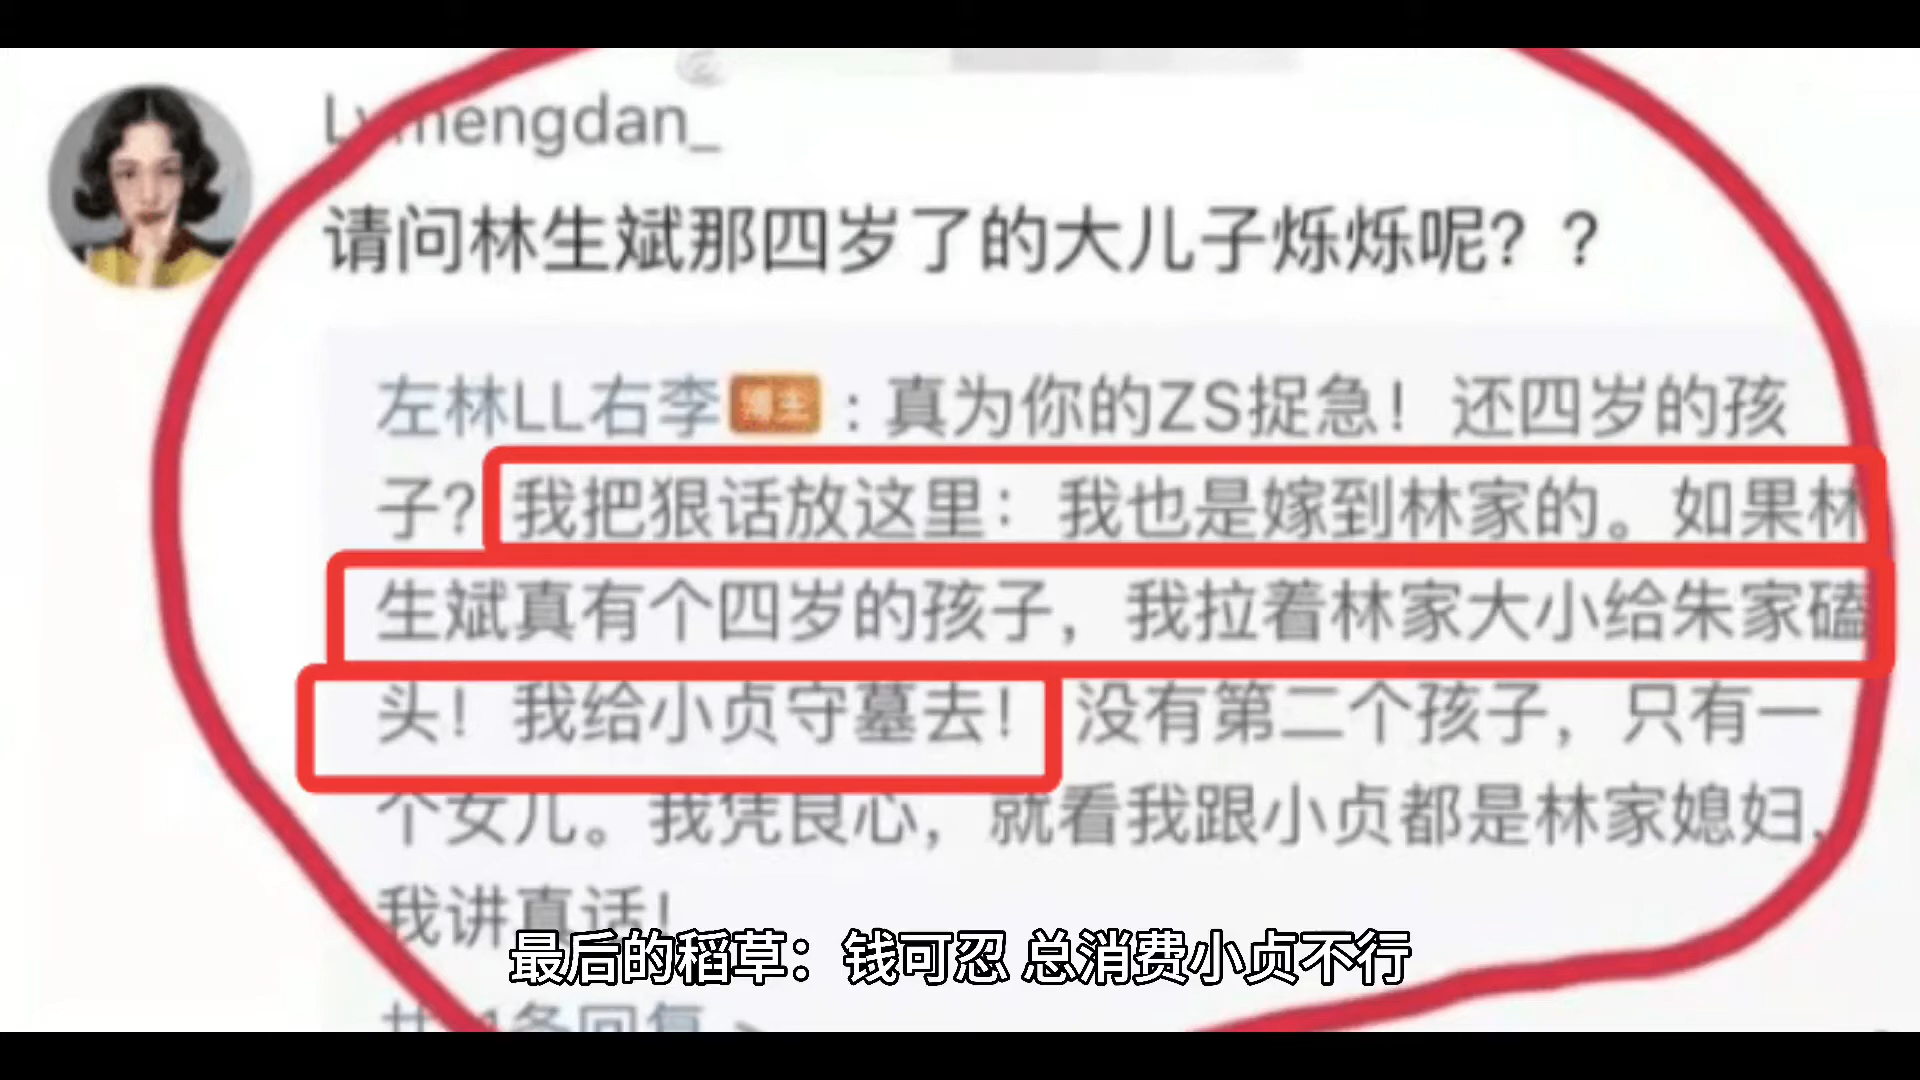 Lvmengdan_
请问林生斌那四岁了的大儿子烁烁呢？？
左林LL右李 博主：真为你的ZS捉急！还四岁的孩
子？我把狠话放这里：我也是嫁到林家的。如果林
生斌真有个四岁的孩子，我拉着林家大小给朱家磕
头！我给小贞守墓去！没有第二个孩子，只有一
个女儿。我凭良心，就看我跟小贞都是林家媳妇，
我讲真话！
最后的稻草：钱可忍 总消费小贞不行
条回复